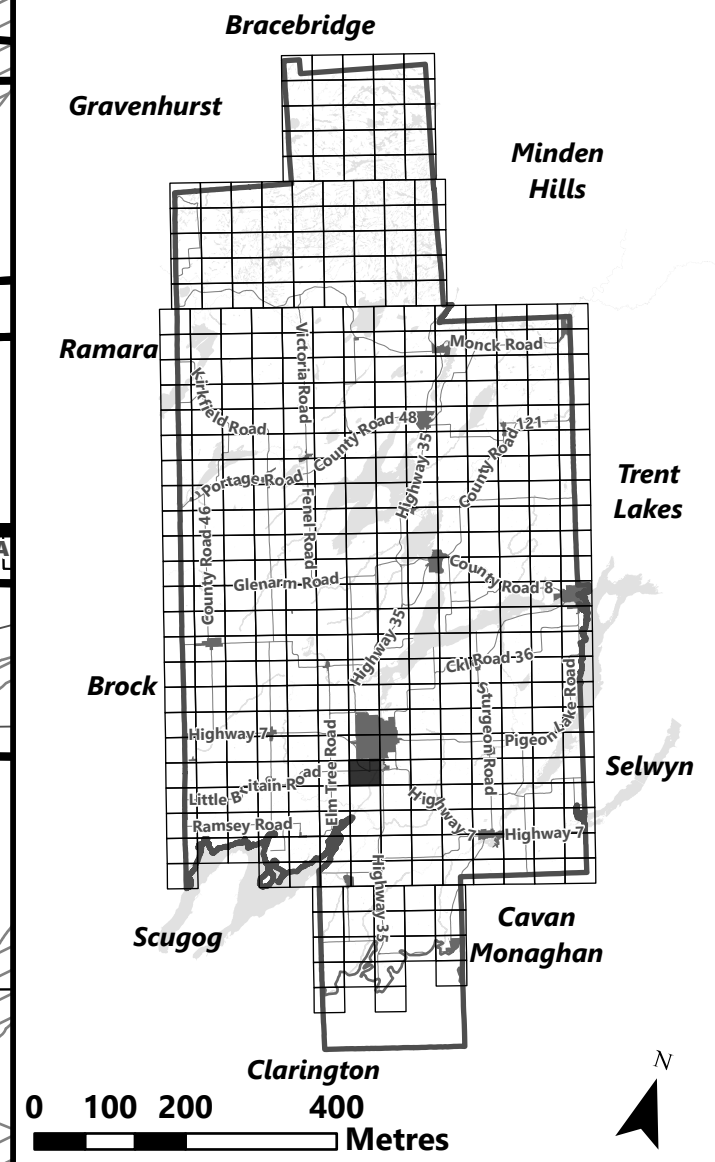 Bracebridge
Gravenhurst
Minden
Hills
Ramara
Monck Road
Victoria Road
Kirkfield Road
County Road 48
County Road 121
Highway 35
Portage Road
Trent
Lakes
Fenel Road
County Road 46
Glenarm Road
County Road 8
Highway 35
Ckl Road 36
Brock
Sturgeon Road
Pigeon Lake Road
Highway 7
Elm Tree Road
Selwyn
Little Britain Road
Highway 7
Ramsey Road
Highway 7
Highway 35
Scugog
Cavan
Monaghan
Clarington
N
0 100 200 400
Metres